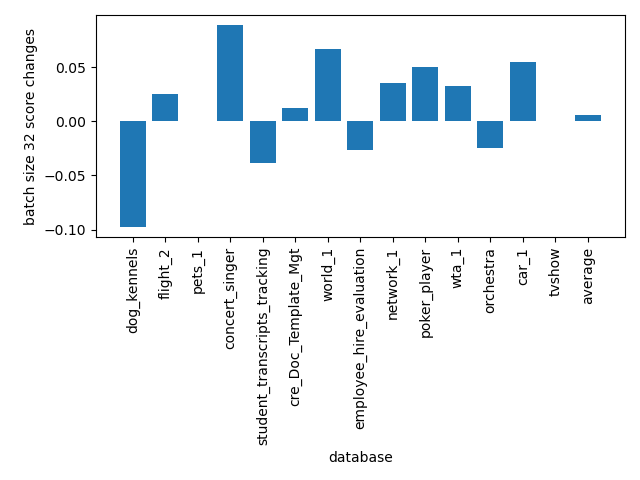 batch size 32 score changes
0.05
0.00
−0.05
−0.10
dog_kennels
flight_2
pets_1
concert_singer
student_transcripts_tracking
cre_Doc_Template_Mgt
world_1
employee_hire_evaluation
network_1
poker_player
wta_1
orchestra
car_1
tvshow
average
database